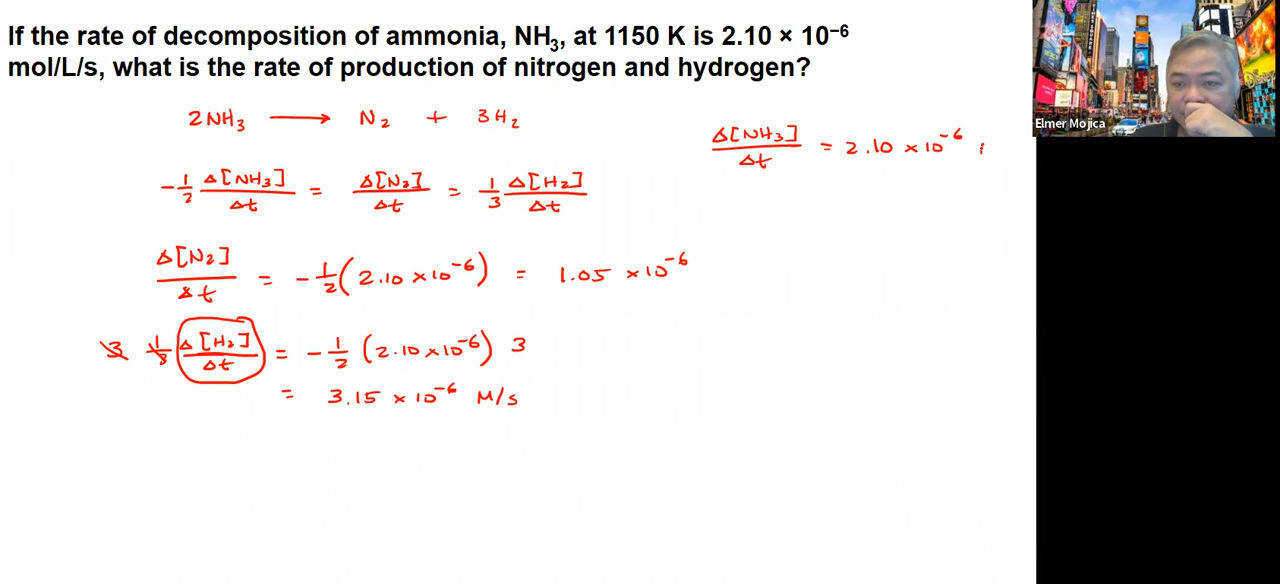 If the rate of decomposition of ammonia, NH₃, at 1150 K is 2.10 × 10⁻⁶
mol/L/s, what is the rate of production of nitrogen and hydrogen?
2NH₃ ⟶ N₂ + 3H₂
Δ[NH₃]/Δt = 2.10 × 10⁻⁶
-1/2 Δ[NH₃]/Δt = Δ[N₂]/Δt = 1/3 Δ[H₂]/Δt
Δ[N₂]/Δt = -1/2 (2.10 × 10⁻⁶) = 1.05 × 10⁻⁶
3 1/3 Δ[H₂]/Δt = -1/2 (2.10 × 10⁻⁶) 3
= 3.15 × 10⁻⁶ M/s
Elmer Mojica